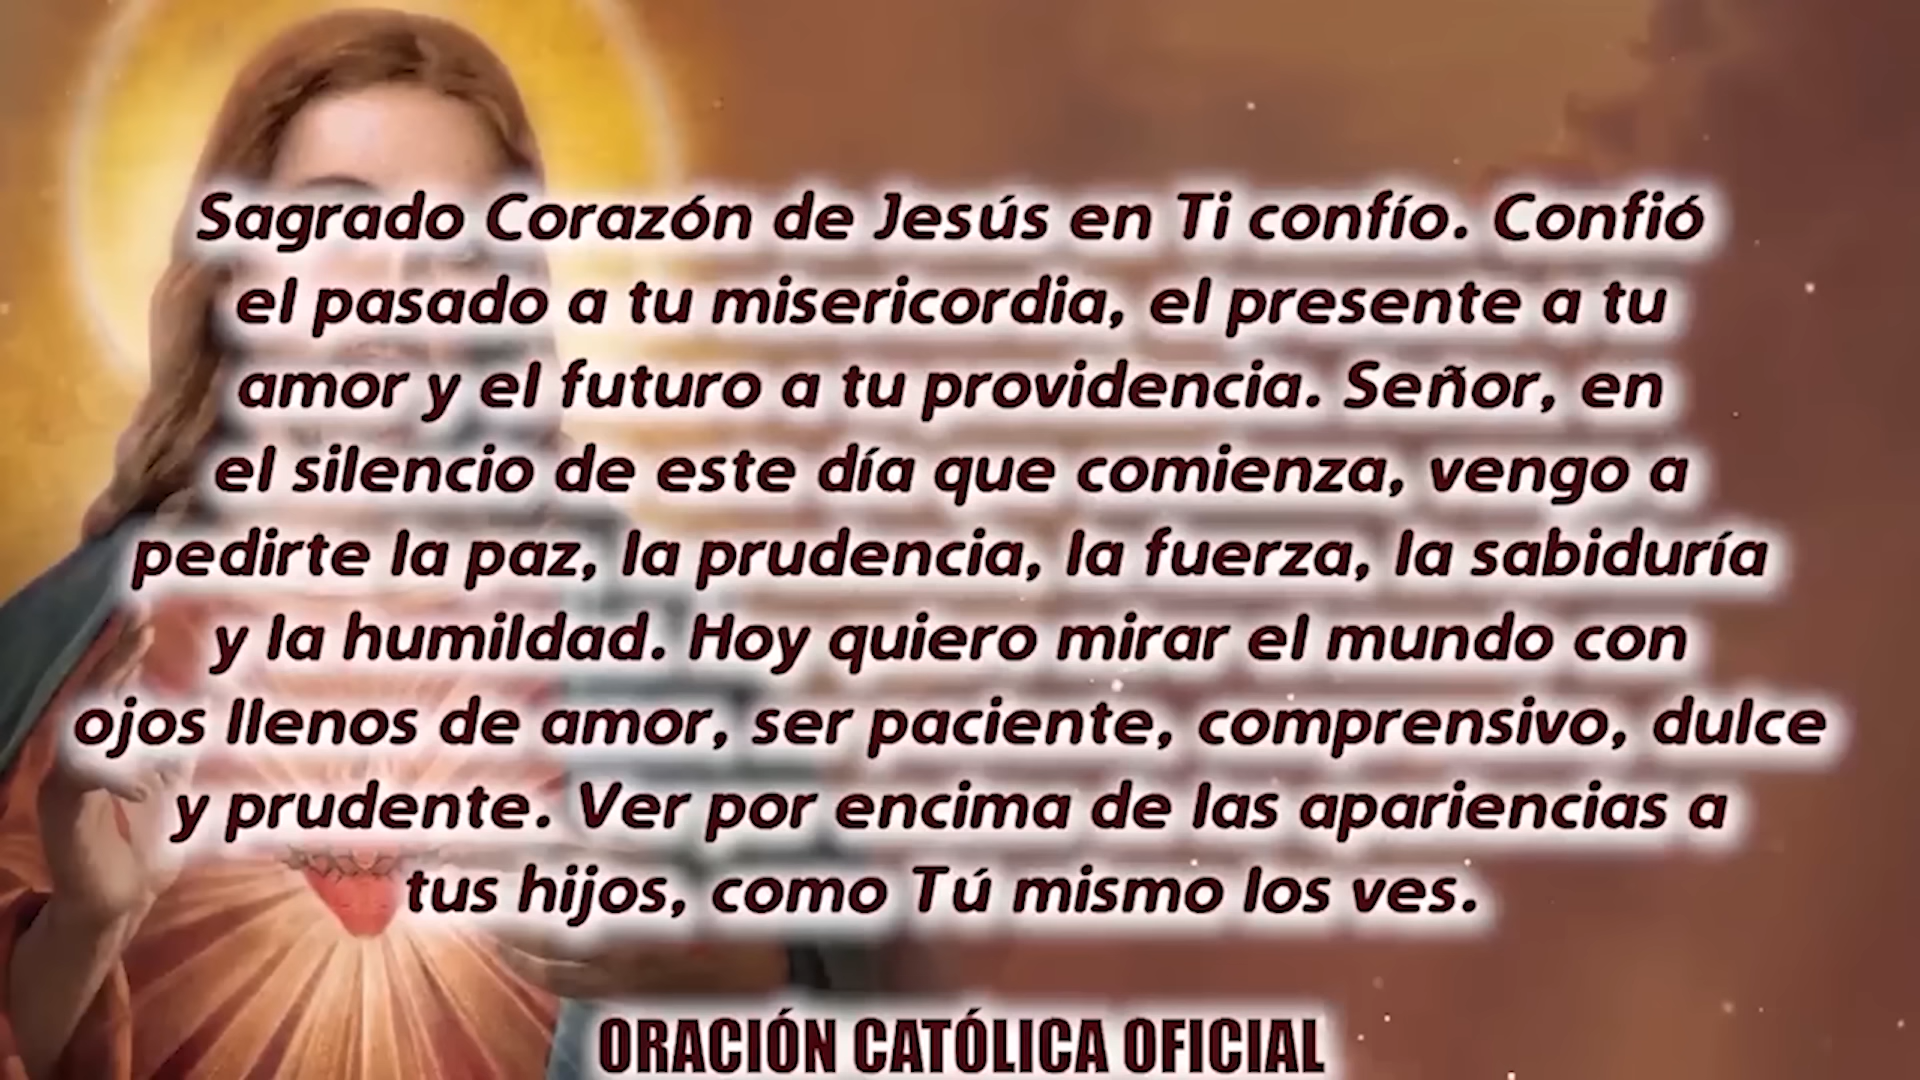 Sagrado Corazón de Jesús en Ti confío. Confió
el pasado a tu misericordia, el presente a tu
amor y el futuro a tu providencia. Señor, en
el silencio de este día que comienza, vengo a
pedirte la paz, la prudencia, la fuerza, la sabiduría
y la humildad. Hoy quiero mirar el mundo con
ojos llenos de amor, ser paciente, comprensivo, dulce
y prudente. Ver por encima de las apariencias a
tus hijos, como Tú mismo los ves.
ORACIÓN CATÓLICA OFICIAL